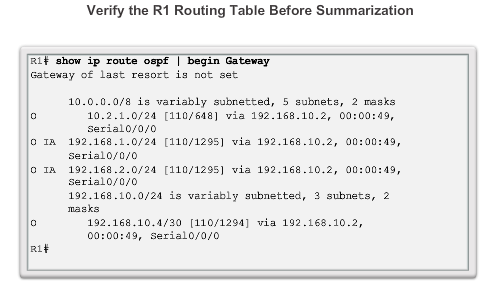 Verify the R1 Routing Table Before Summarization
R1# show ip route ospf | begin Gateway
Gateway of last resort is not set
10.0.0.0/8 is variably subnetted, 5 subnets, 2 masks
O 10.2.1.0/24 [110/648] via 192.168.10.2, 00:00:49,
Serial0/0/0
O IA 192.168.1.0/24 [110/1295] via 192.168.10.2, 00:00:49,
Serial0/0/0
O IA 192.168.2.0/24 [110/1295] via 192.168.10.2, 00:00:49,
Serial0/0/0
192.168.10.0/24 is variably subnetted, 3 subnets, 2
masks
O 192.168.10.4/30 [110/1294] via 192.168.10.2,
00:00:49, Serial0/0/0
R1#